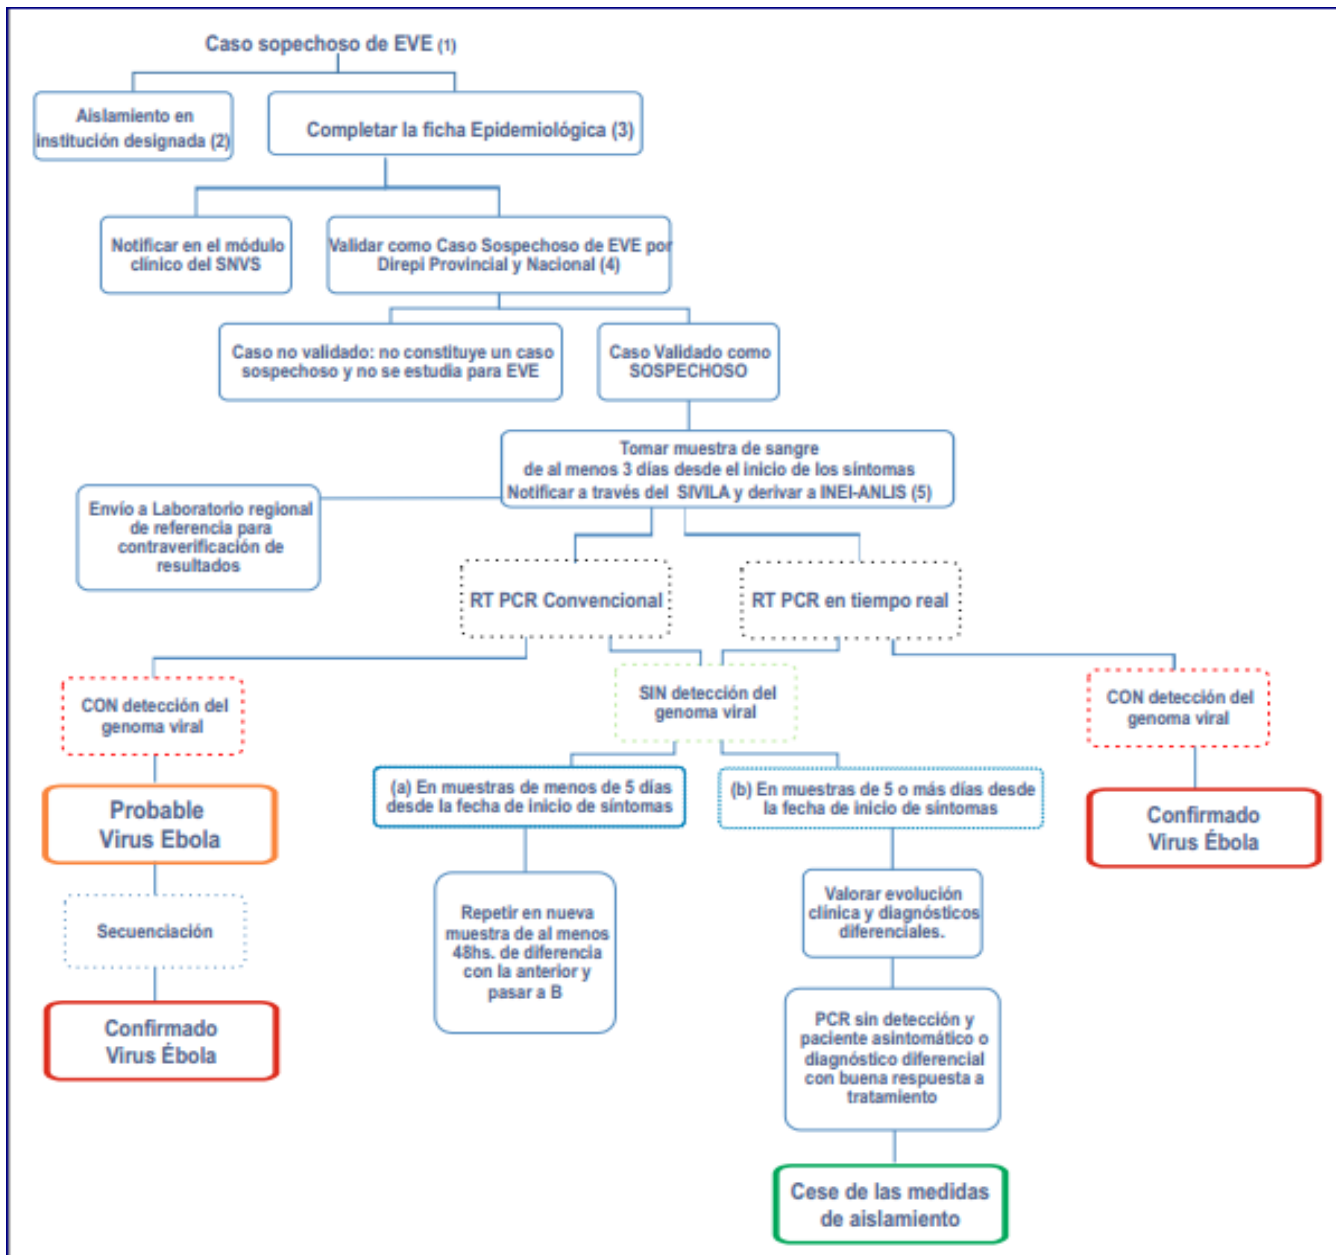 Caso sopechoso de EVE (1)
Aislamiento en
institución designada (2)
Completar la ficha Epidemiológica (3)
Notificar en el módulo
clínico del SNVS
Validar como Caso Sospechoso de EVE por
Direpi Provincial y Nacional (4)
Caso no validado: no constituye un caso
sospechoso y no se estudia para EVE
Caso Validado como
SOSPECHOSO
Tomar muestra de sangre
de al menos 3 días desde el inicio de los síntomas
Notificar a través del SIVILA y derivar a INEI-ANLIS (5)
Envío a Laboratorio regional
de referencia para
contraverificación de
resultados
RT PCR Convencional
RT PCR en tiempo real
CON detección del
genoma viral
SIN detección del
genoma viral
CON detección del
genoma viral
(a) En muestras de menos de 5 días
desde la fecha de inicio de síntomas
(b) En muestras de 5 o más días desde
la fecha de inicio de síntomas
Probable
Virus Ebola
Confirmado
Virus Ébola
Repetir en nueva
muestra de al menos
48hs. de diferencia
con la anterior y
pasar a B
Valorar evolución
clínica y diagnósticos
diferenciales.
Secuenciación
Confirmado
Virus Ébola
PCR sin detección y
paciente asintomático o
diagnóstico diferencial
con buena respuesta a
tratamiento
Cese de las medidas
de aislamiento